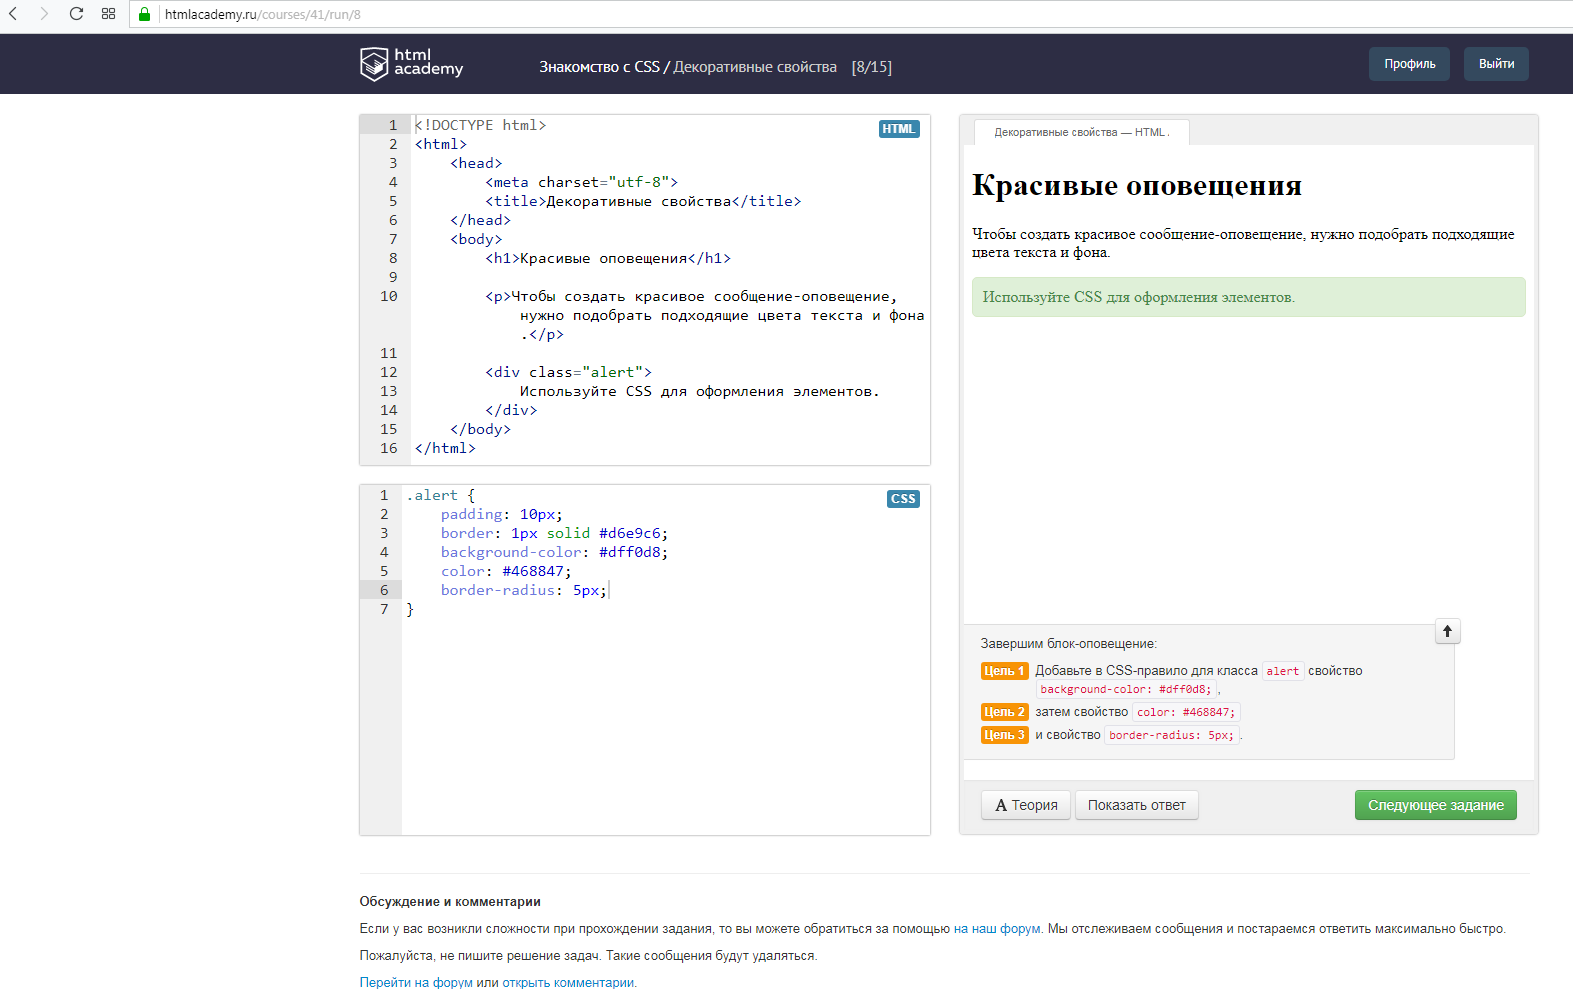 htmlacademy.ru/courses/41/run/8
html
academy
Знакомство с CSS / Декоративные свойства [8/15]
Профиль
Выйти
HTML
1 <!DOCTYPE html>
2 <html>
3 <head>
4 <meta charset="utf-8">
5 <title>Декоративные свойства</title>
6 </head>
7 <body>
8 <h1>Красивые оповещения</h1>
9
10 <p>Чтобы создать красивое сообщение-оповещение,
нужно подобрать подходящие цвета текста и фона
.</p>
11
12 <div class="alert">
13 Используйте CSS для оформления элементов.
14 </div>
15 </body>
16 </html>
CSS
1 .alert {
2 padding: 10px;
3 border: 1px solid #d6e9c6;
4 background-color: #dff0d8;
5 color: #468847;
6 border-radius: 5px;
7 }
Декоративные свойства — HTML .
Красивые оповещения
Чтобы создать красивое сообщение-оповещение, нужно подобрать подходящие
цвета текста и фона.
Используйте CSS для оформления элементов.
Завершим блок-оповещение:
Цель 1 Добавьте в CSS-правило для класса alert свойство
background-color: #dff0d8; ,
Цель 2 затем свойство color: #468847;
Цель 3 и свойство border-radius: 5px; .
A Теория
Показать ответ
Следующее задание
Обсуждение и комментарии
Если у вас возникли сложности при прохождении задания, то вы можете обратиться за помощью на наш форум. Мы отслеживаем сообщения и постараемся ответить максимально быстро.
Пожалуйста, не пишите решение задач. Такие сообщения будут удаляться.
Перейти на форум или открыть комментарии.